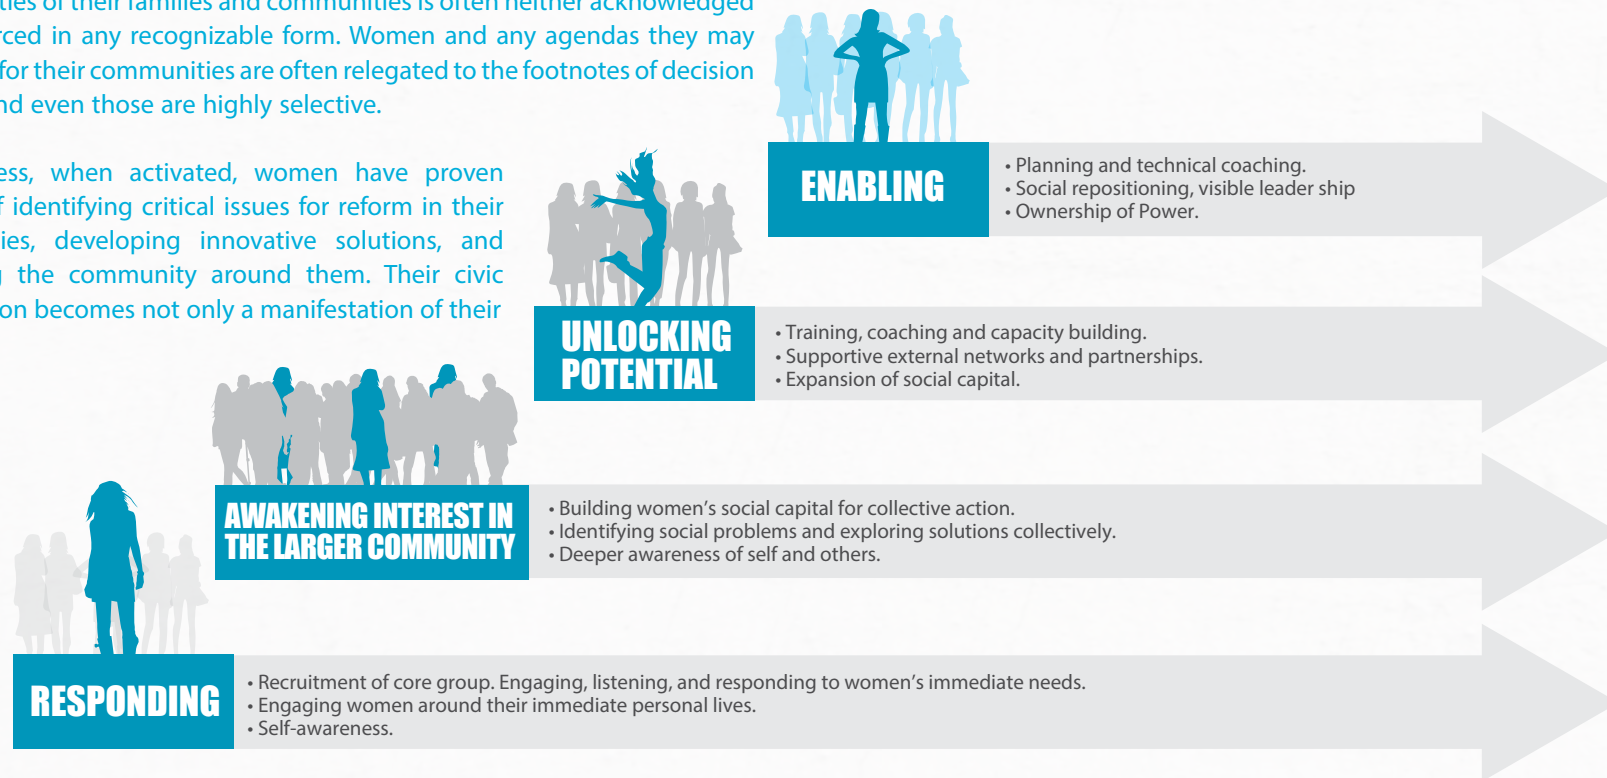 ties of their families and communities is often neither acknowledged
rced in any recognizable form. Women and any agendas they may
for their communities are often relegated to the footnotes of decision
nd even those are highly selective.
ess, when activated, women have proven
f identifying critical issues for reform in their
ies, developing innovative solutions, and
g the community around them. Their civic
on becomes not only a manifestation of their
ENABLING
• Planning and technical coaching.
• Social repositioning, visible leader ship
• Ownership of Power.
UNLOCKING
POTENTIAL
• Training, coaching and capacity building.
• Supportive external networks and partnerships.
• Expansion of social capital.
AWAKENING INTEREST IN
THE LARGER COMMUNITY
• Building women’s social capital for collective action.
• Identifying social problems and exploring solutions collectively.
• Deeper awareness of self and others.
RESPONDING
• Recruitment of core group. Engaging, listening, and responding to women’s immediate needs.
• Engaging women around their immediate personal lives.
• Self-awareness.